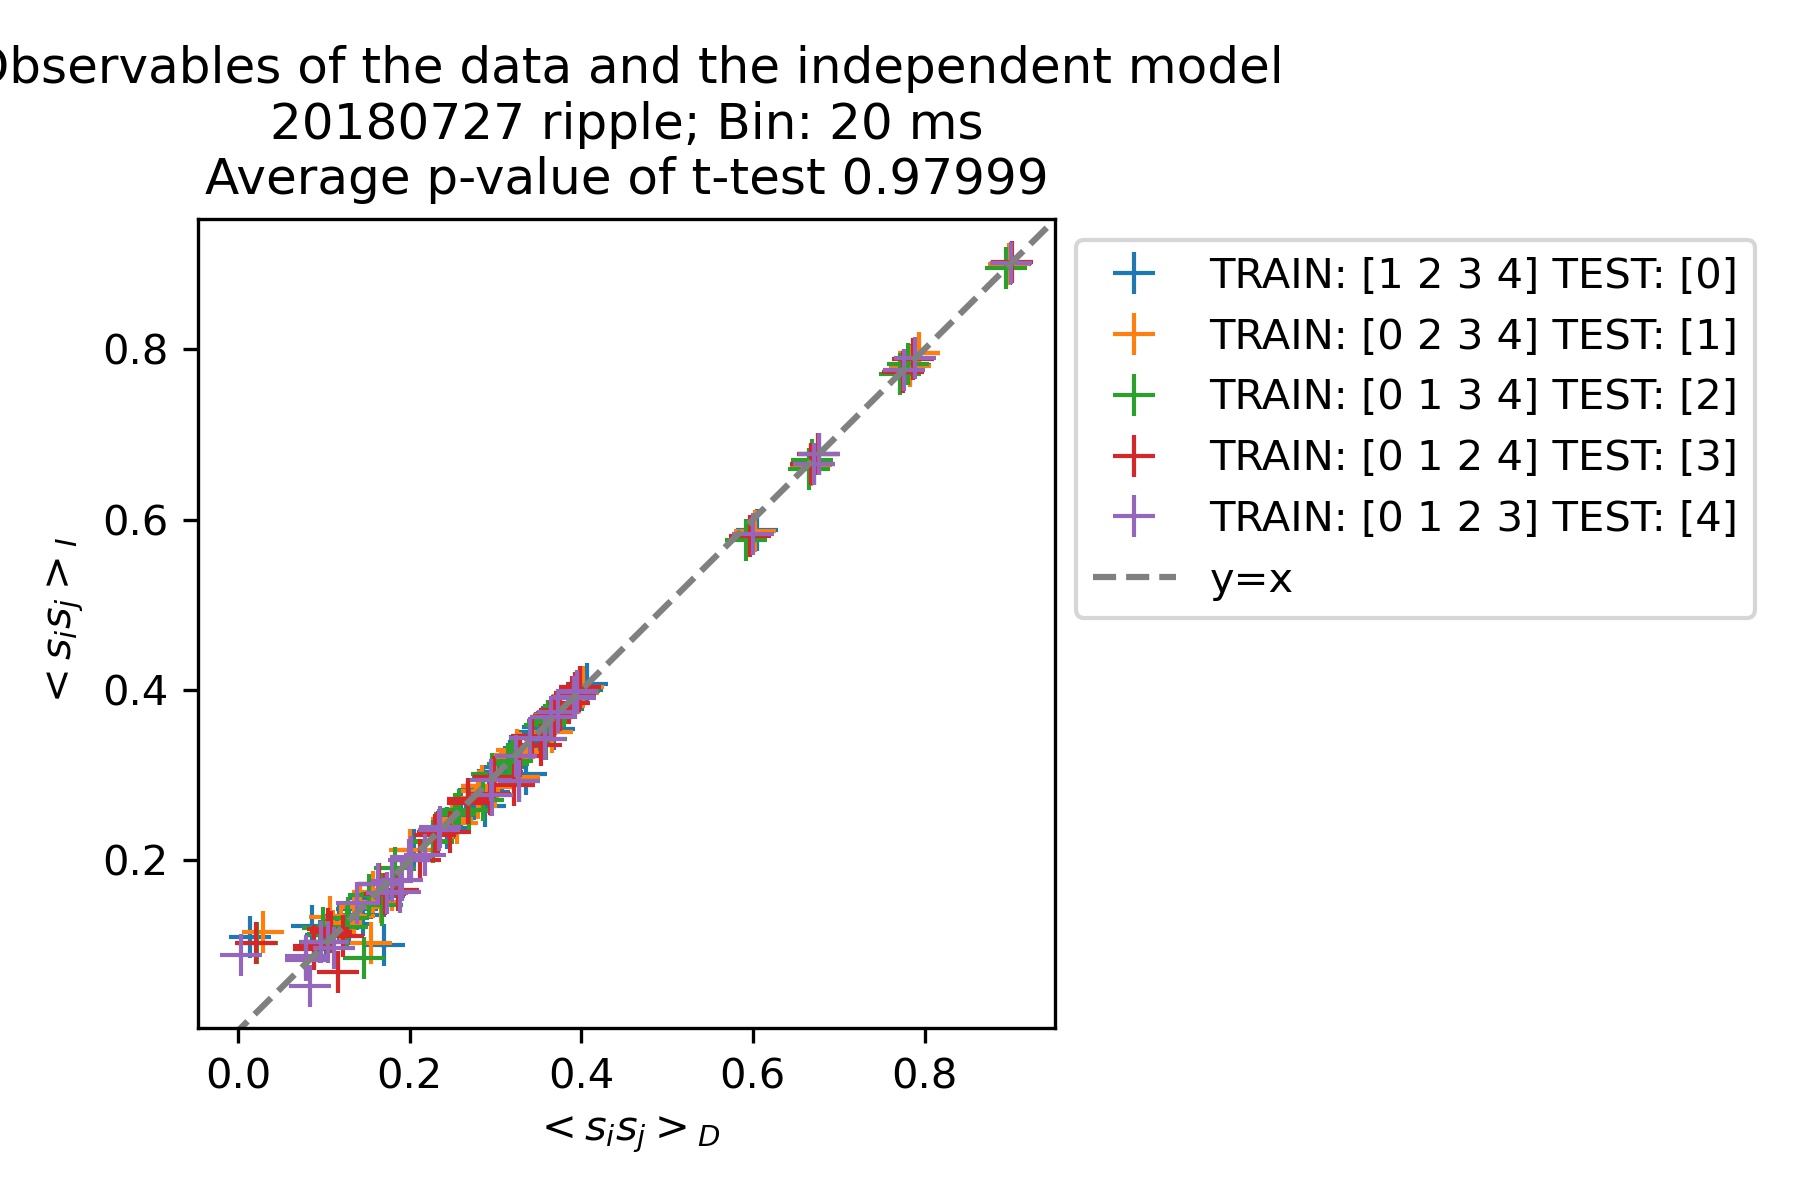 Observables of the data and the independent model
20180727 ripple; Bin: 20 ms
Average p-value of t-test 0.97999
TRAIN: [1 2 3 4] TEST: [0]
TRAIN: [0 2 3 4] TEST: [1]
TRAIN: [0 1 3 4] TEST: [2]
TRAIN: [0 1 2 4] TEST: [3]
TRAIN: [0 1 2 3] TEST: [4]
y=x
0.8
0.6
0.4
0.2
< s_i s_j >_I
0.0 0.2 0.4 0.6 0.8
< s_i s_j >_D